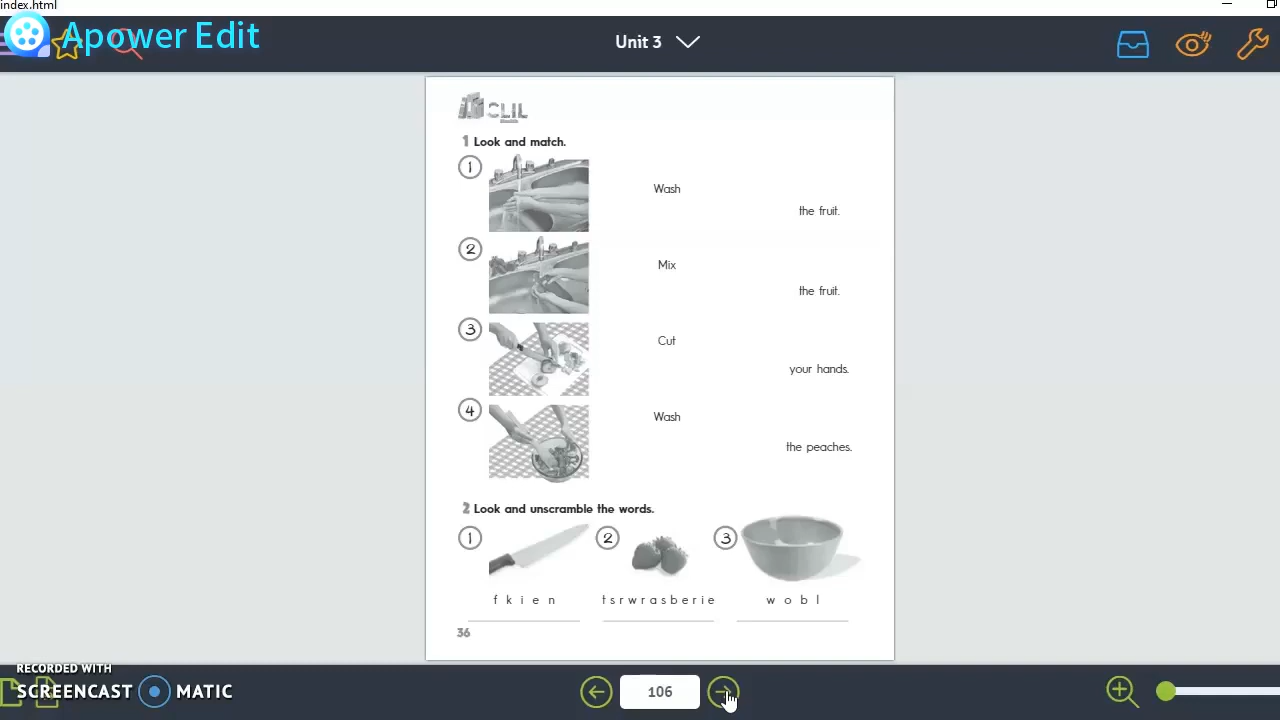 index.html
Apower Edit
Unit 3
CLIL
1 Look and match.
1
Wash
the fruit.
2
Mix
the fruit.
3
Cut
your hands.
4
Wash
the peaches.
2 Look and unscramble the words.
1 2 3
f k i e n
t s r w r a s b e r i e
w o b l
36
RECORDED WITH
SCREENCAST MATIC
106